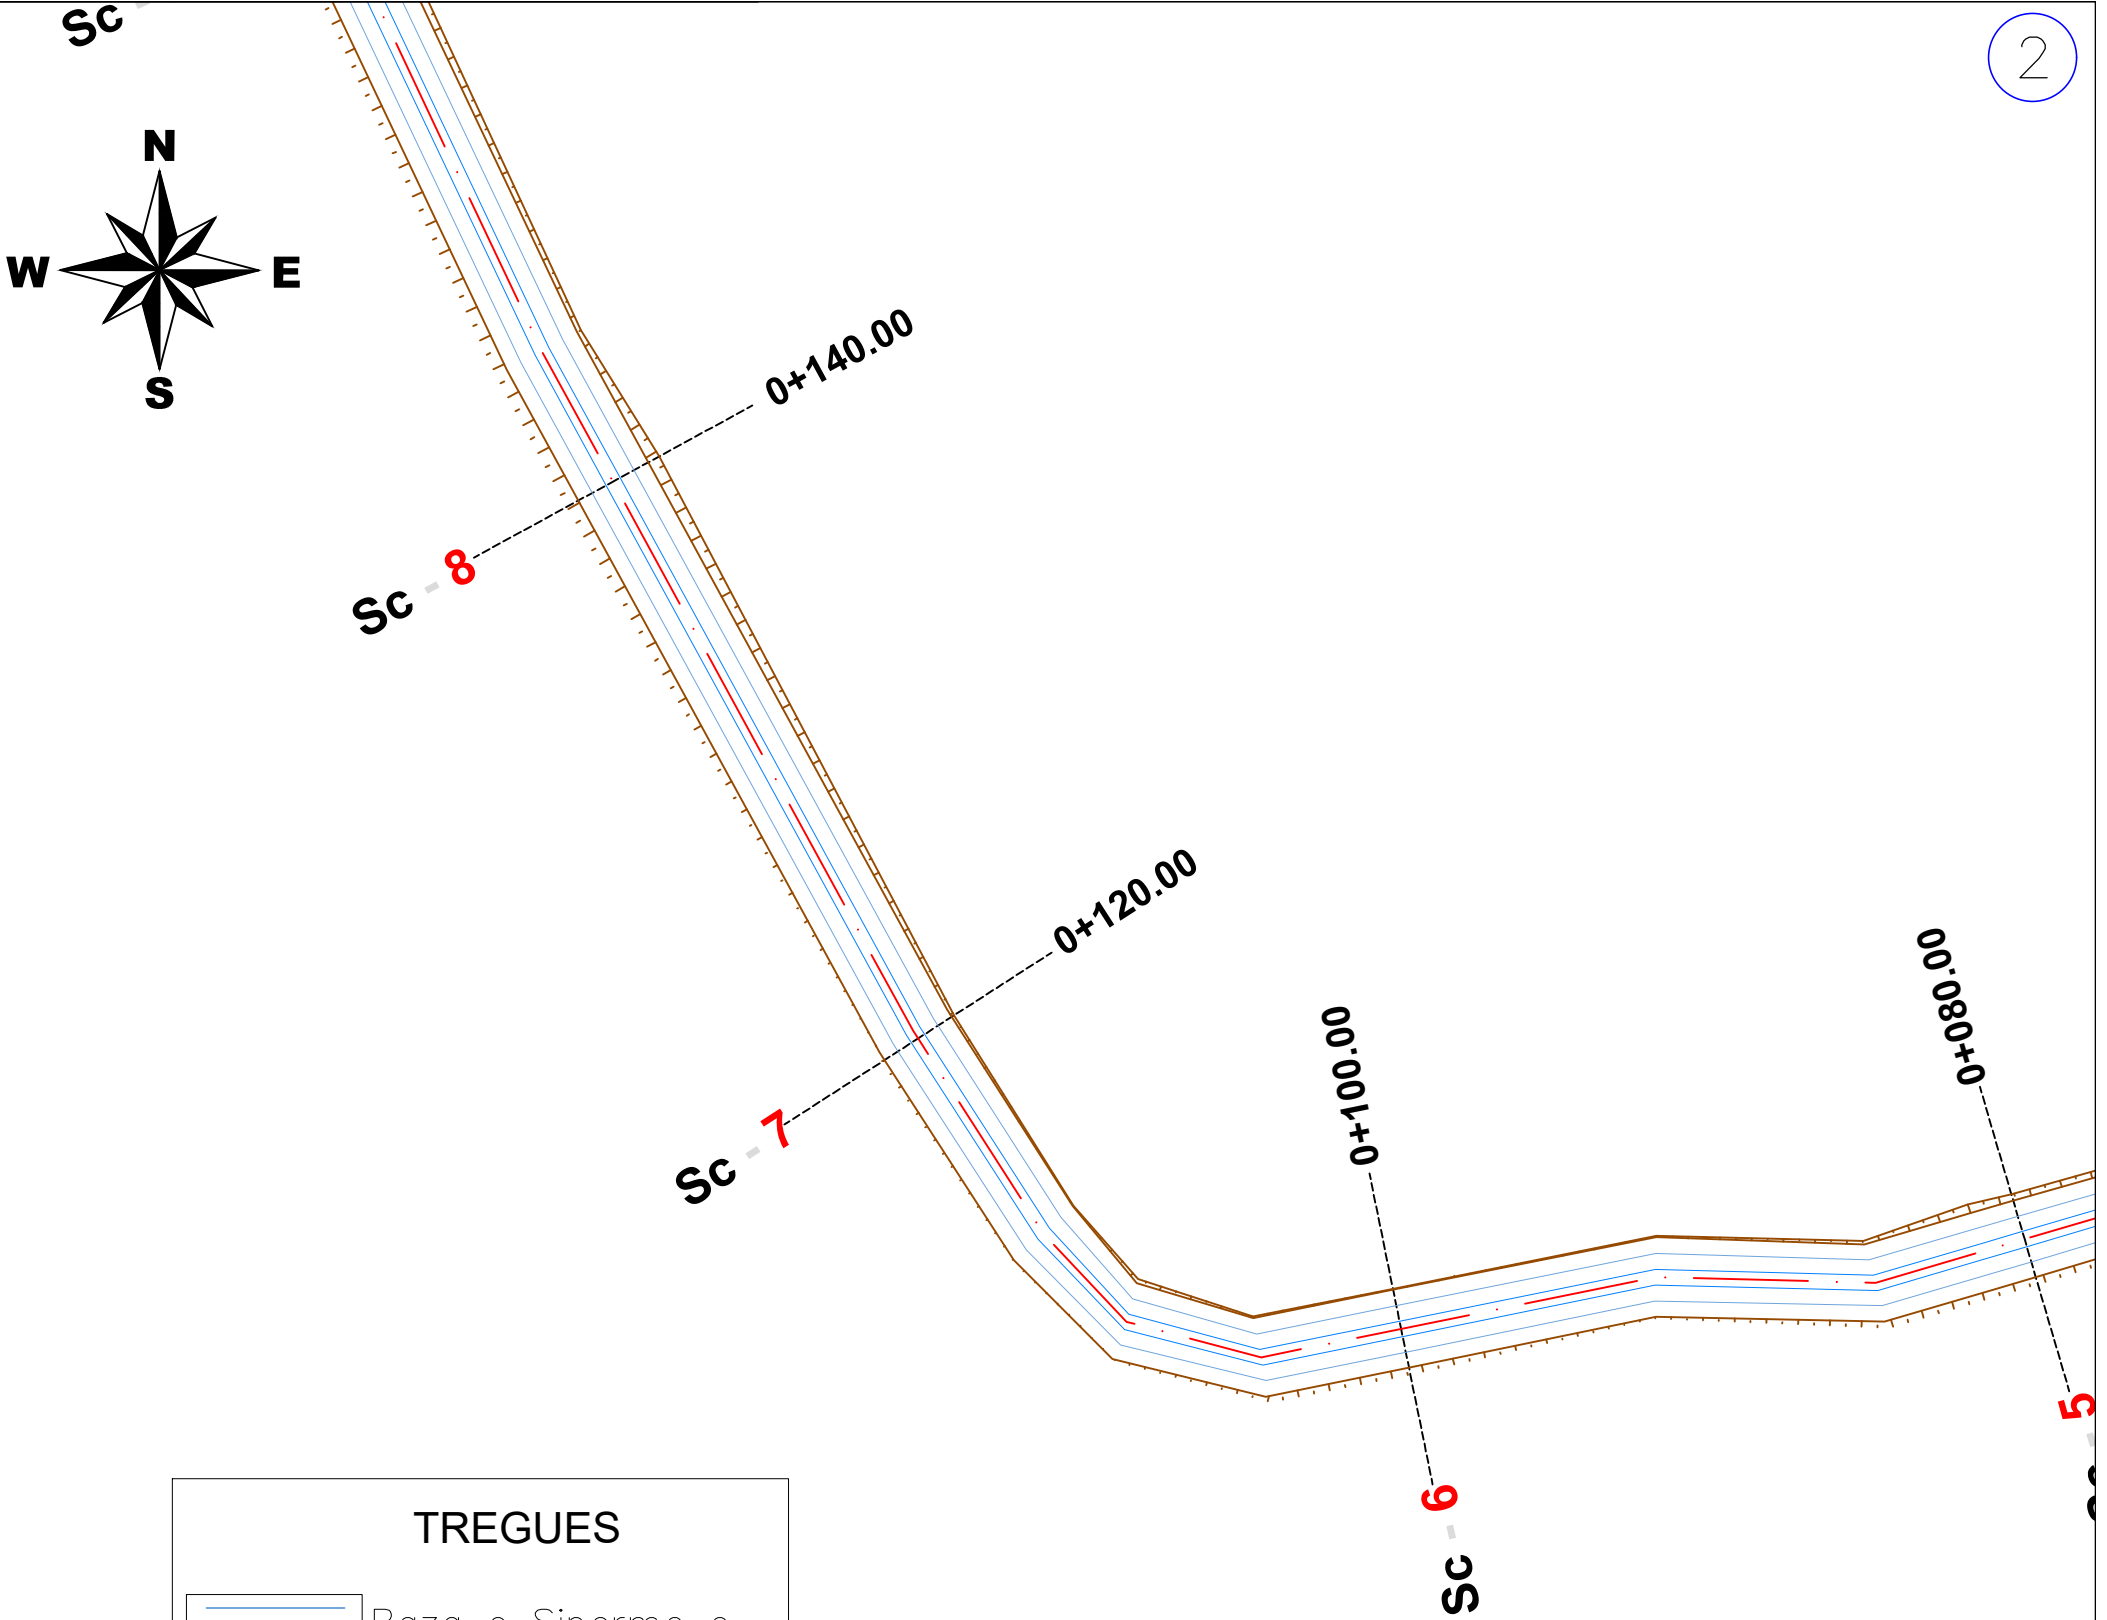 Sc -
2
N
W
E
S
0+140.00
Sc - 8
0+120.00
Sc - 7
0+100.00
Sc - 6
0+080.00
5 -
TREGUES